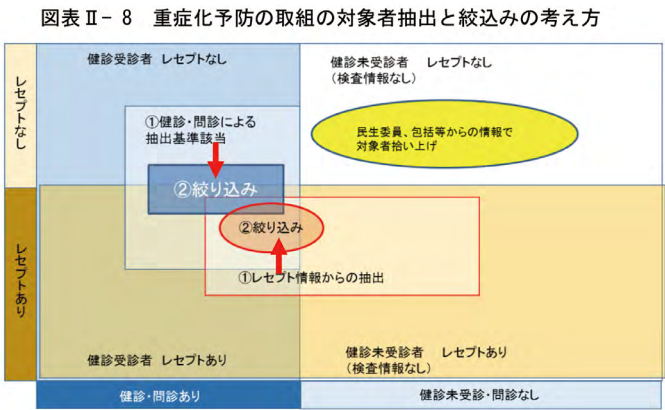 図表Ⅱ-8 重症化予防の取組の対象者抽出と絞込みの考え方
健診受診者 レセプトなし
健診未受診者 レセプトなし
(検査情報なし)
レセプトなし
①健診・問診による
抽出基準該当
民生委員、包括等からの情報で
対象者拾い上げ
②絞り込み
②絞り込み
①レセプト情報からの抽出
レセプトあり
健診受診者 レセプトあり
健診未受診者 レセプトあり
(検査情報なし)
健診・問診あり
健診未受診・問診なし